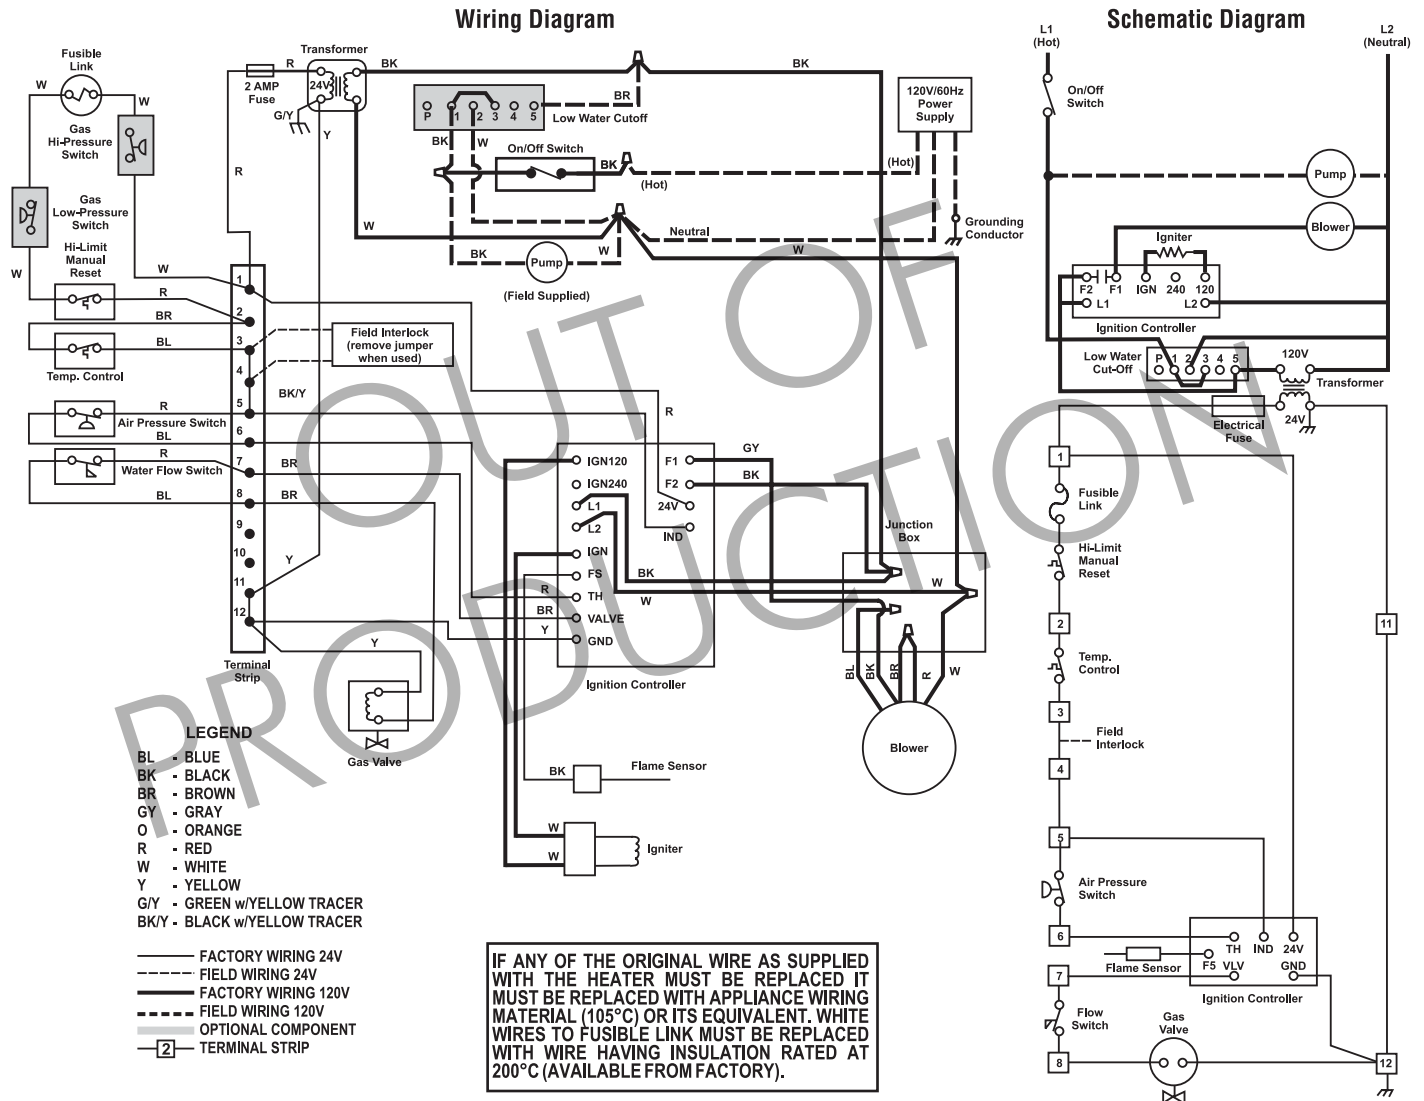 Wiring Diagram
Schematic Diagram
Fusible
Link
W
W
Gas
Hi-Pressure
Switch
Gas
Low-Pressure
Switch
Hi-Limit
Manual
Reset
W
W
R
BR
BL
Temp. Control
R
Air Pressure Switch
BL
R
Water Flow Switch
BL
R
2 AMP
Fuse
Transformer
24V
G/Y
Y
R
BK
BK
BR
P 1 2 3 4 5
Low Water Cutoff
BK
W
On/Off Switch
BK
(Hot)
120V/60Hz
Power
Supply
(Hot)
Grounding
Conductor
W
Neutral
W
BK
Pump
W
(Field Supplied)
1
2
3
4
5
6
7
8
9
10
11
12
Terminal
Strip
Field Interlock
(remove jumper
when used)
BK/Y
R
BR
BR
Y
Y
IGN120
IGN240
L1
L2
IGN
FS
TH
VALVE
GND
F1
F2
24V
IND
R
BR
Y
Ignition Controller
GY
BK
BK
W
Junction
Box
W
BL
BK
BR
R
W
Blower
Gas Valve
BK
Flame Sensor
W
W
Igniter
LEGEND
BL - BLUE
BK - BLACK
BR - BROWN
GY - GRAY
O - ORANGE
R - RED
W - WHITE
Y - YELLOW
G/Y - GREEN w/YELLOW TRACER
BK/Y - BLACK w/YELLOW TRACER
FACTORY WIRING 24V
FIELD WIRING 24V
FACTORY WIRING 120V
FIELD WIRING 120V
OPTIONAL COMPONENT
2 TERMINAL STRIP
IF ANY OF THE ORIGINAL WIRE AS SUPPLIED
WITH THE HEATER MUST BE REPLACED IT
MUST BE REPLACED WITH APPLIANCE WIRING
MATERIAL (105°C) OR ITS EQUIVALENT. WHITE
WIRES TO FUSIBLE LINK MUST BE REPLACED
WITH WIRE HAVING INSULATION RATED AT
200°C (AVAILABLE FROM FACTORY).
L1
(Hot)
L2
(Neutral)
On/Off
Switch
Pump
Blower
Igniter
F2 F1 IGN 240 120
L1 L2
Ignition Controller
Low Water
Cut-Off
P 1 2 3 4 5
120V
Transformer
24V
Electrical
Fuse
1
Fusible
Link
Hi-Limit
Manual
Reset
2
Temp.
Control
3
Field
Interlock
4
5
Air Pressure
Switch
6
TH IND 24V
Flame Sensor
F5 VLV GND
Ignition Controller
7
Flow
Switch
Gas
Valve
8
11
12
OUT OF
PRODUCTION